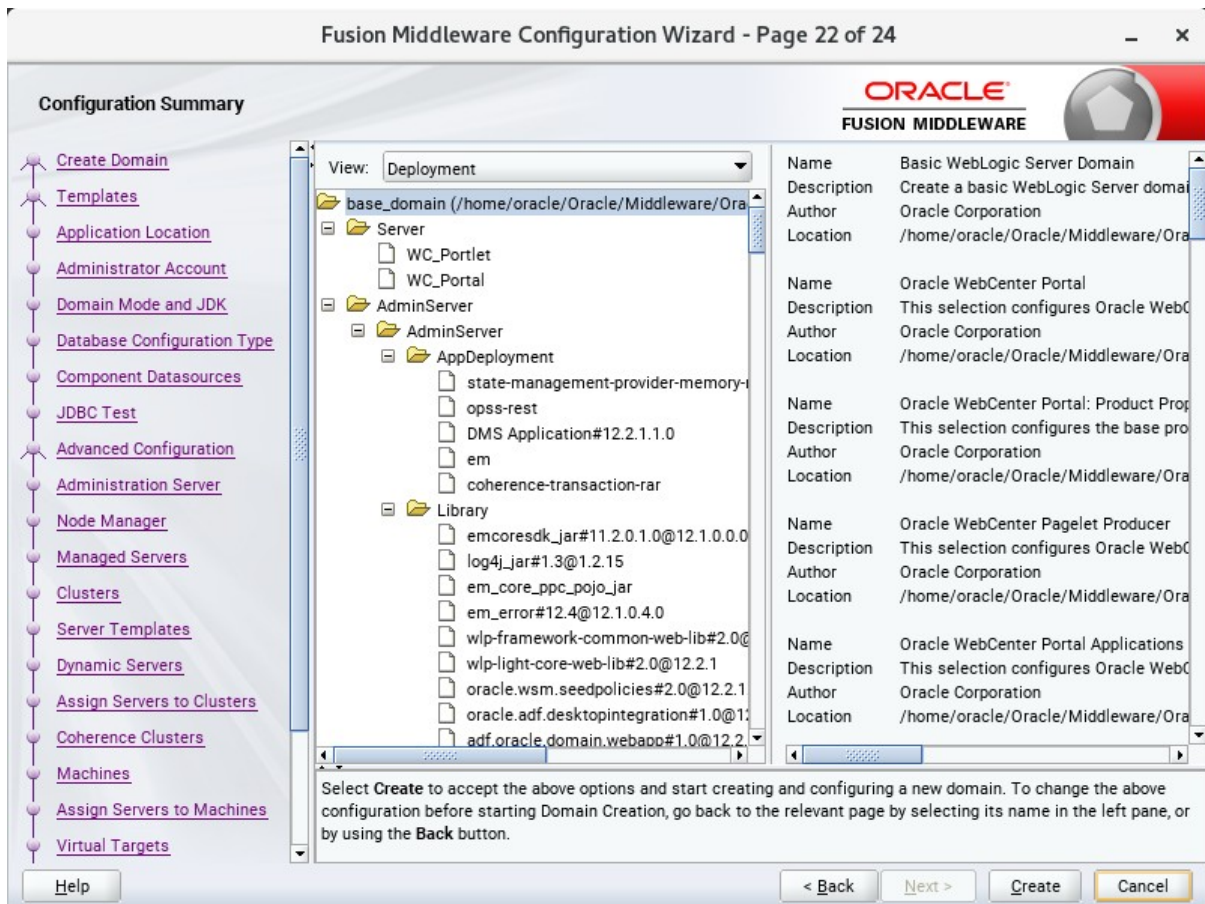 Fusion Middleware Configuration Wizard - Page 22 of 24
Configuration Summary
ORACLE
FUSION MIDDLEWARE
Create Domain
Templates
Application Location
Administrator Account
Domain Mode and JDK
Database Configuration Type
Component Datasources
JDBC Test
Advanced Configuration
Administration Server
Node Manager
Managed Servers
Clusters
Server Templates
Dynamic Servers
Assign Servers to Clusters
Coherence Clusters
Machines
Assign Servers to Machines
Virtual Targets
View: Deployment
base_domain (/home/oracle/Oracle/Middleware/Ora
Server
WC_Portlet
WC_Portal
AdminServer
AdminServer
AppDeployment
state-management-provider-memory-
opss-rest
DMS Application#12.2.1.1.0
em
coherence-transaction-rar
Library
emcoresdk_jar#11.2.0.1.0@12.1.0.0.0
log4j_jar#1.3@1.2.15
em_core_ppc_pojo_jar
em_error#12.4@12.1.0.4.0
wlp-framework-common-web-lib#2.0@
wlp-light-core-web-lib#2.0@12.2.1
oracle.wsm.seedpolicies#2.0@12.2.1
oracle.adf.desktopintegration#1.0@12
adf.oracle.domain.webapp#1.0@12.2.
Name Basic WebLogic Server Domain
Description Create a basic WebLogic Server domai
Author Oracle Corporation
Location /home/oracle/Oracle/Middleware/Ora
Name Oracle WebCenter Portal
Description This selection configures Oracle WebC
Author Oracle Corporation
Location /home/oracle/Oracle/Middleware/Ora
Name Oracle WebCenter Portal: Product Prop
Description This selection configures the base pro
Author Oracle Corporation
Location /home/oracle/Oracle/Middleware/Ora
Name Oracle WebCenter Pagelet Producer
Description This selection configures Oracle WebC
Author Oracle Corporation
Location /home/oracle/Oracle/Middleware/Ora
Name Oracle WebCenter Portal Applications
Description This selection configures Oracle WebC
Author Oracle Corporation
Location /home/oracle/Oracle/Middleware/Ora
Select Create to accept the above options and start creating and configuring a new domain. To change the above
configuration before starting Domain Creation, go back to the relevant page by selecting its name in the left pane, or
by using the Back button.
Help
< Back
Next >
Create
Cancel